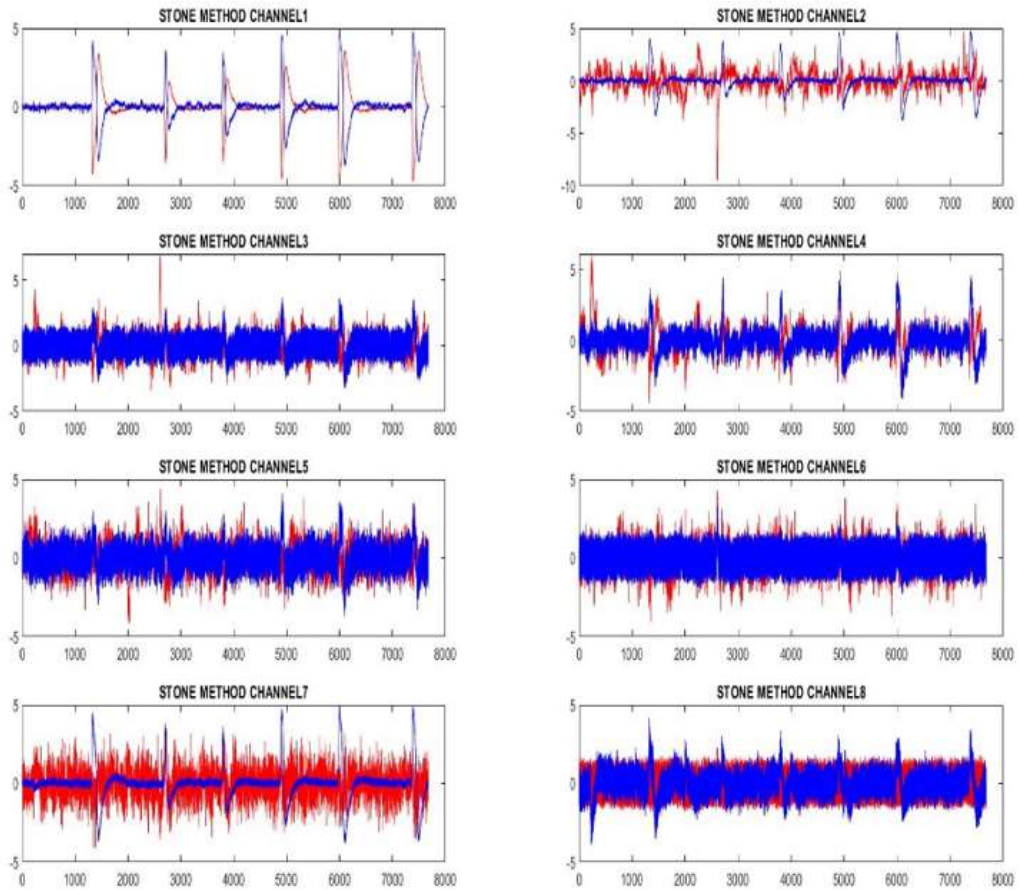 STONE METHOD CHANNEL1
5
0
-5
0 1000 2000 3000 4000 5000 6000 7000 8000
STONE METHOD CHANNEL2
5
0
-5
-10
0 1000 2000 3000 4000 5000 6000 7000 8000
STONE METHOD CHANNEL3
5
0
-5
0 1000 2000 3000 4000 5000 6000 7000 8000
STONE METHOD CHANNEL4
5
0
-5
0 1000 2000 3000 4000 5000 6000 7000 8000
STONE METHOD CHANNEL5
5
0
-5
0 1000 2000 3000 4000 5000 6000 7000 8000
STONE METHOD CHANNEL6
5
0
-5
0 1000 2000 3000 4000 5000 6000 7000 8000
STONE METHOD CHANNEL7
5
0
-5
0 1000 2000 3000 4000 5000 6000 7000 8000
STONE METHOD CHANNEL8
5
0
-5
0 1000 2000 3000 4000 5000 6000 7000 8000